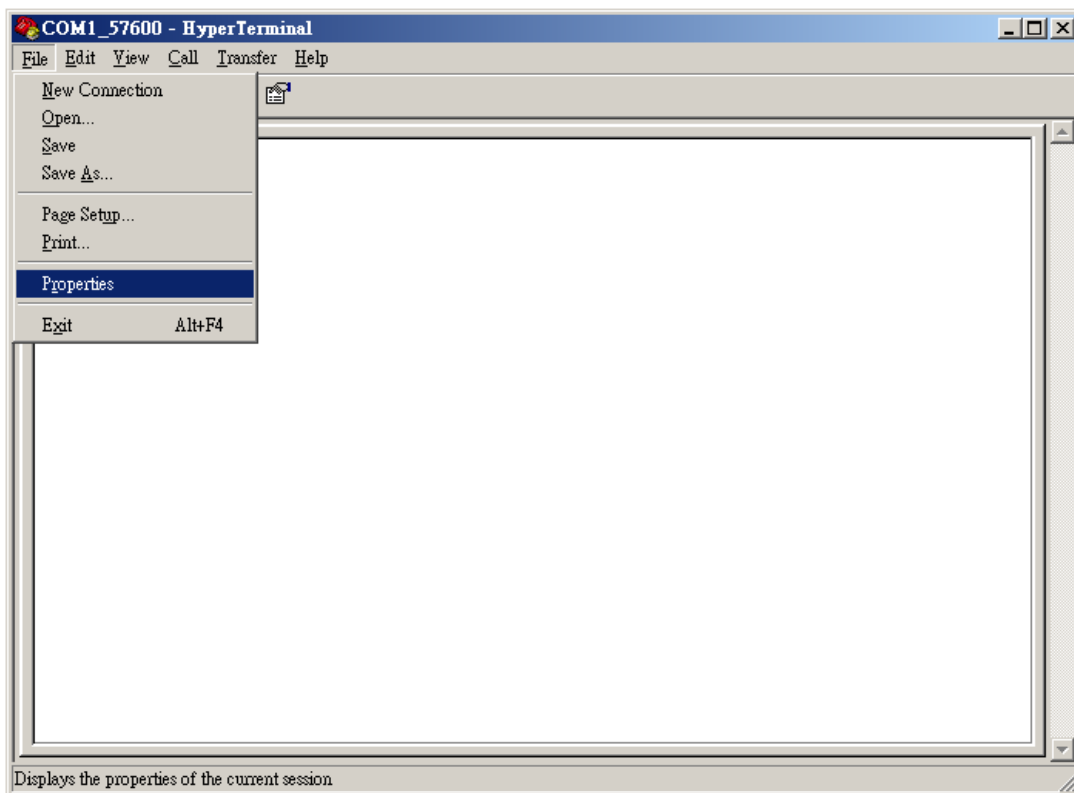 COM1_57600 - HyperTerminal
File Edit View Call Transfer Help
New Connection
Open...
Save
Save As...
Page Setup...
Print...
Properties
Exit Alt+F4
Displays the properties of the current session